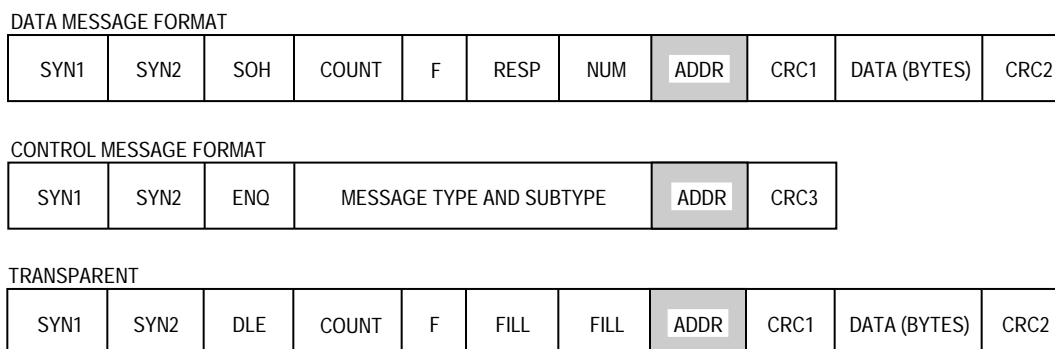 DATA MESSAGE FORMAT
SYN1 SYN2 SOH COUNT F RESP NUM ADDR CRC1 DATA (BYTES) CRC2
CONTROL MESSAGE FORMAT
SYN1 SYN2 ENQ MESSAGE TYPE AND SUBTYPE ADDR CRC3
TRANSPARENT
SYN1 SYN2 DLE COUNT F FILL FILL ADDR CRC1 DATA (BYTES) CRC2